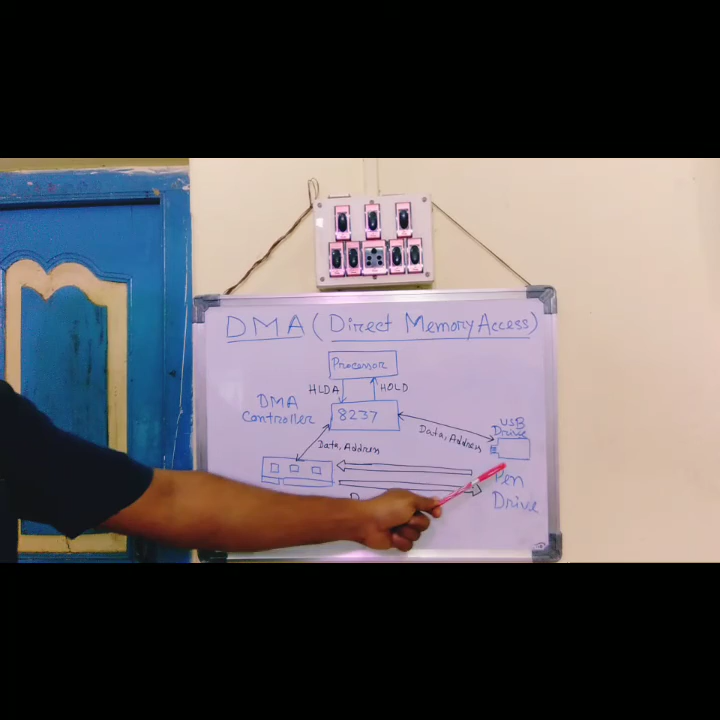 DMA (Direct Memory Access)
Processor
HLDA HOLD
DMA
Controller
8237
USB
Drive
Data, Address
Data, Address
Pen
Drive